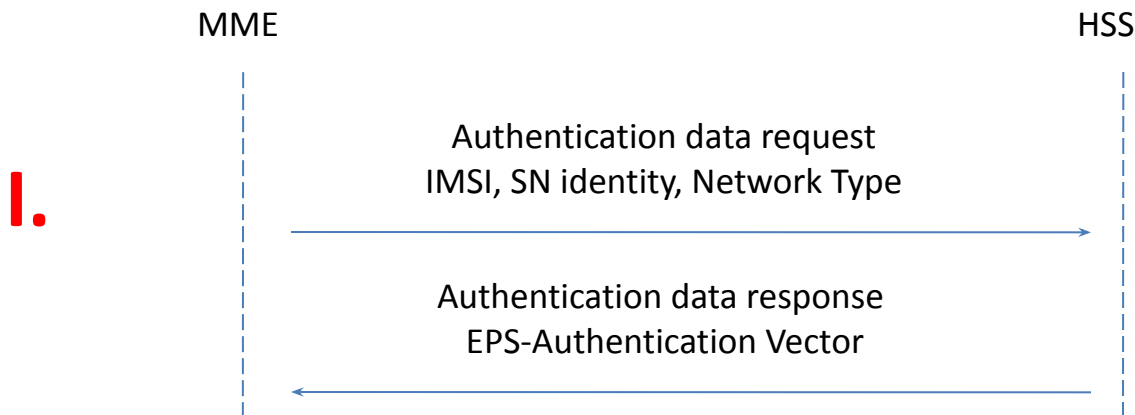 MME
HSS
Authentication data request
IMSI, SN identity, Network Type
I.
Authentication data response
EPS-Authentication Vector